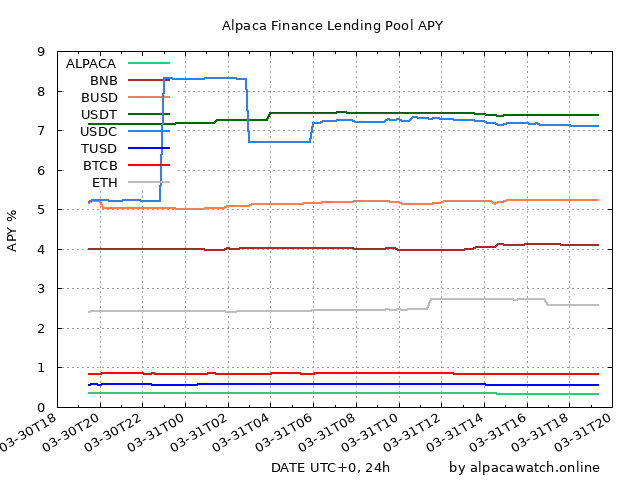 Alpaca Finance Lending Pool APY
9
8
7
6
5
4
3
2
1
0
APY %
ALPACA
BNB
BUSD
USDT
USDC
TUSD
BTCB
ETH
03-30T18
03-30T20
03-30T22
03-31T00
03-31T02
03-31T04
03-31T06
03-31T08
03-31T10
03-31T12
03-31T14
03-31T16
03-31T18
03-31T20
DATE UTC+0, 24h
by alpacawatch.online